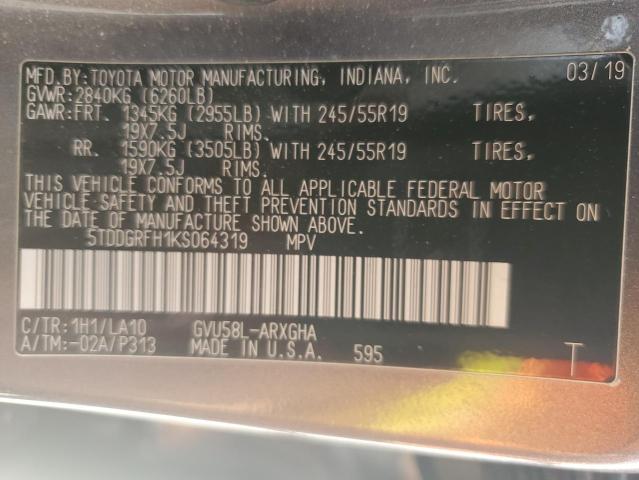 MFD.BY:TOYOTA MOTOR MANUFACTURING, INDIANA, INC. 03/19
GVWR:2840KG (6260LB)
GAWR:FRT. 1345KG (2955LB) WITH 245/55R19 TIRES,
19X7.5J RIMS.
RR. 1590KG (3505LB) WITH 245/55R19 TIRES,
19X7.5J RIMS.
THIS VEHICLE CONFORMS TO ALL APPLICABLE FEDERAL MOTOR
VEHICLE SAFETY AND THEFT PREVENTION STANDARDS IN EFFECT ON
THE DATE OF MANUFACTURE SHOWN ABOVE.
5TDDGRFH1KS064319 MPV
C/TR:1H1/LA10 GVU58L-ARXGHA
A/TM:-02A/P313 MADE IN U.S.A. 595 T